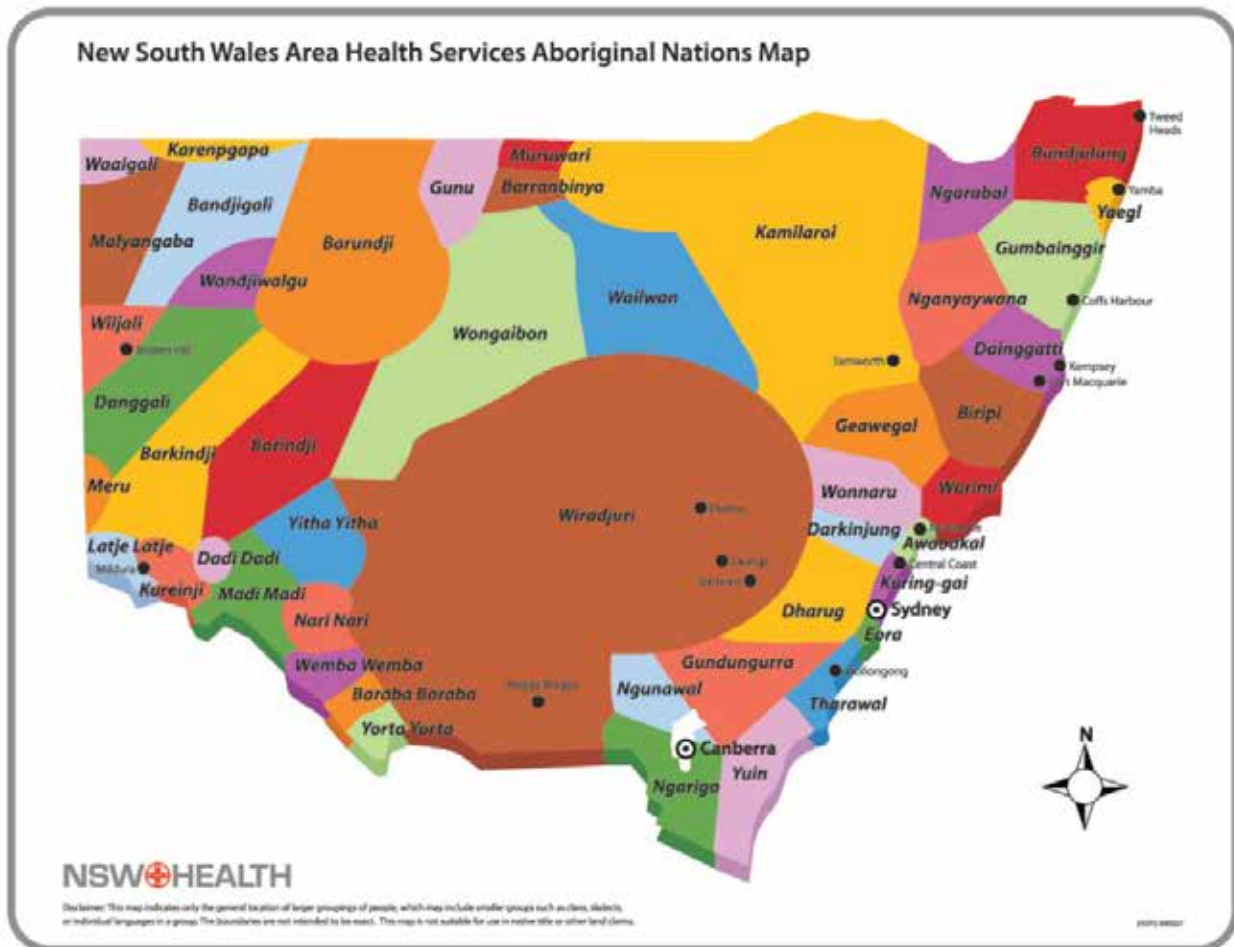 New South Wales Area Health Services Aboriginal Nations Map
Tweed
Heads
Karenpgapa
Waaigali
Muruwari
Bundjalung
Gunu
Barranbinya
Ngarabal
Yamba
Bandjigali
Yaegl
Malyangaba
Barundji
Kamilaroi
Gumbainggir
Wandjiwalgu
Wailwan
Nganyaywana
Coffs Harbour
Wiljali
Wongaibon
Broken Hill
Dainggatti
Tamworth
Kempsey
Port Macquarie
Danggali
Biripi
Geawegal
Barindji
Barkindji
Meru
Wonnaru
Warimi
Wiradjuri
Yitha Yitha
Darkinjung
Latje Latje
Dadi Dadi
Awabakal
Mildura
Central Coast
Kureinji
Kuring-gai
Madi Madi
Dharug
Sydney
Nari Nari
Eora
Wemba Wemba
Gundungurra
Wollongong
Ngunawal
Wagga Wagga
Baraba Baraba
Tharawal
Yorta Yorta
Canberra
Yuin
N
Ngarigo
NSW HEALTH
Disclaimer: This map indicates only the general location of larger groupings of people, which may include smaller groups such as clans, dialects
or individual languages in a group. The boundaries are not intended to be exact. This map is not suitable for use in native title or other land claims.